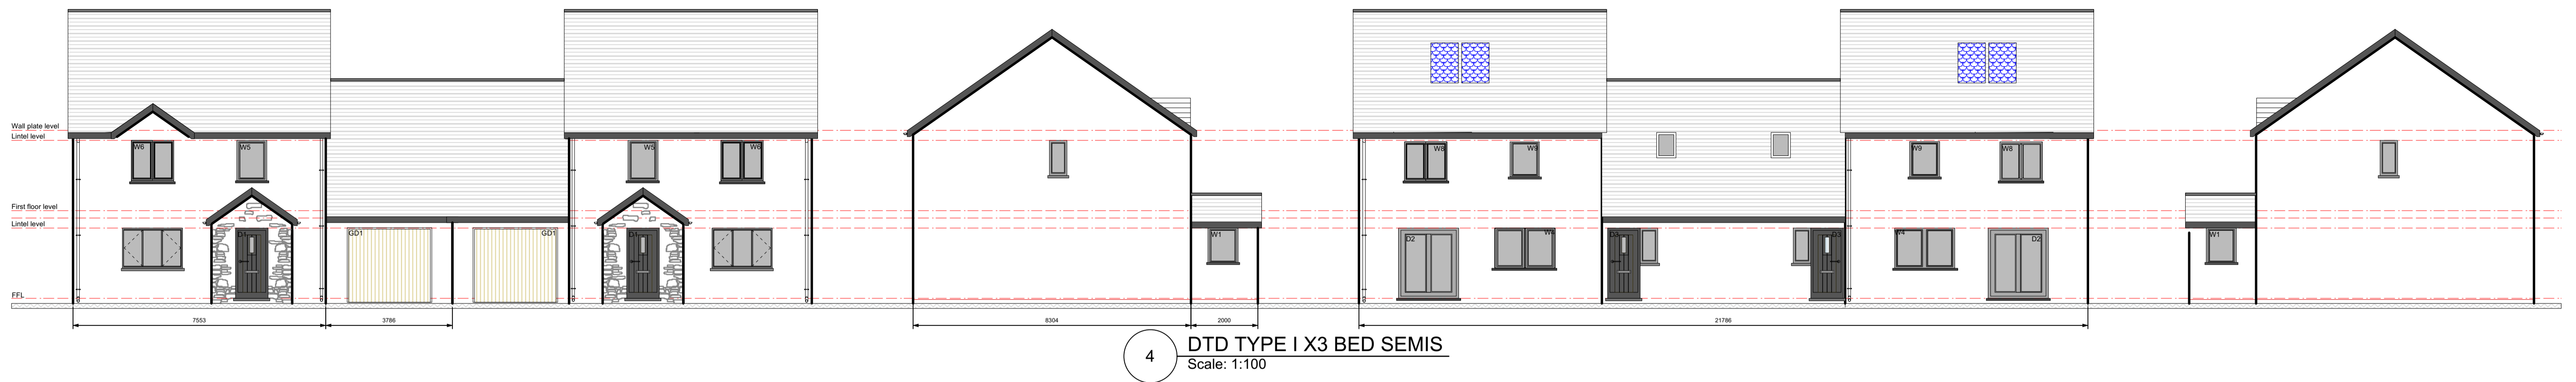 Wall plate level
Lintel level
W6
W5
W5
W6
W8
W9
W9
W8
First floor level
Lintel level
D1
GD1
GD1
D1
W1
D2
W4
D3
D3
W4
D2
W1
FFL
7553
3786
8304
2000
21786
4
DTD TYPE I X3 BED SEMIS
Scale: 1:100